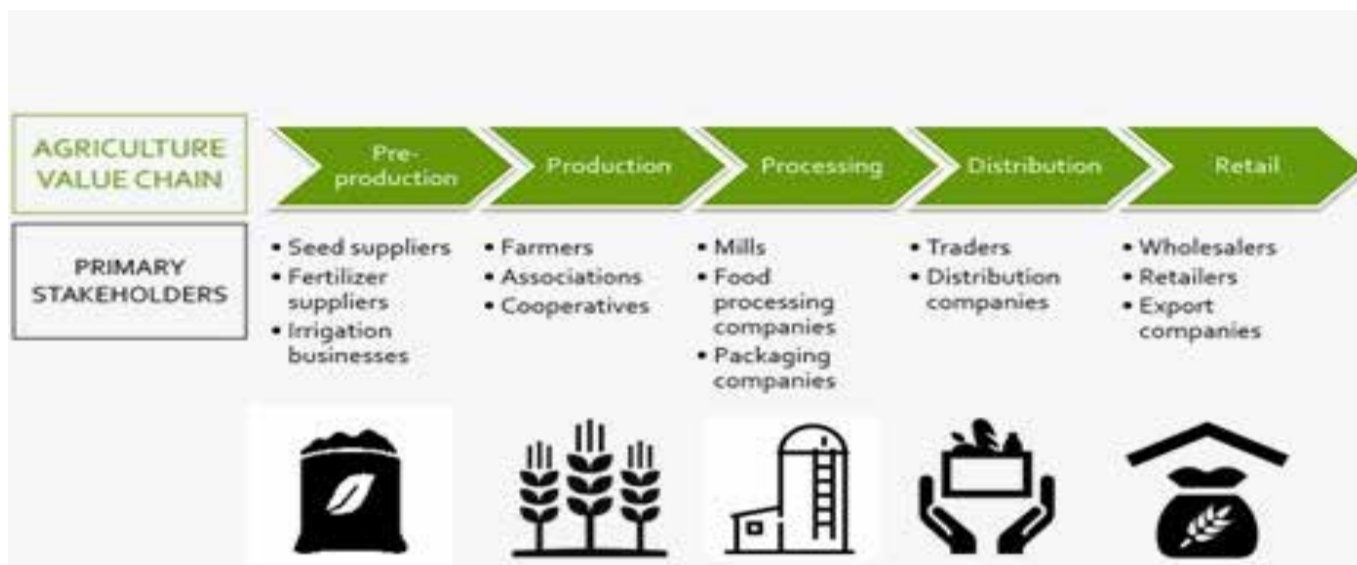 AGRICULTURE
VALUE CHAIN
Pre-
production
Production
Processing
Distribution
Retail
PRIMARY
STAKEHOLDERS
• Seed suppliers
• Fertilizer
suppliers
• Irrigation
businesses
• Farmers
• Associations
• Cooperatives
• Mills
• Food
processing
companies
• Packaging
companies
• Traders
• Distribution
companies
• Wholesalers
• Retailers
• Export
companies